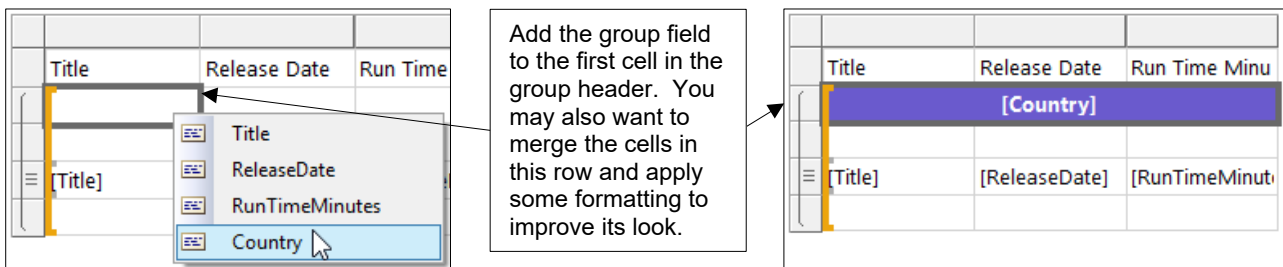 Title Release Date Run Time
Title
ReleaseDate
RunTimeMinutes
Country
[Title]
Add the group field
to the first cell in the
group header. You
may also want to
merge the cells in
this row and apply
some formatting to
improve its look.
Title Release Date Run Time Minu
[Country]
[Title] [ReleaseDate] [RunTimeMinut